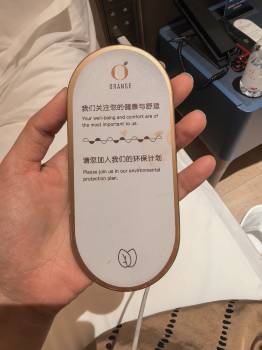 ORANGE
我们关注您的健康与舒适
Your well-being and comfort are of
the most important to us.
请您加入我们的环保计划
Please join us in our environmental
protection plan.